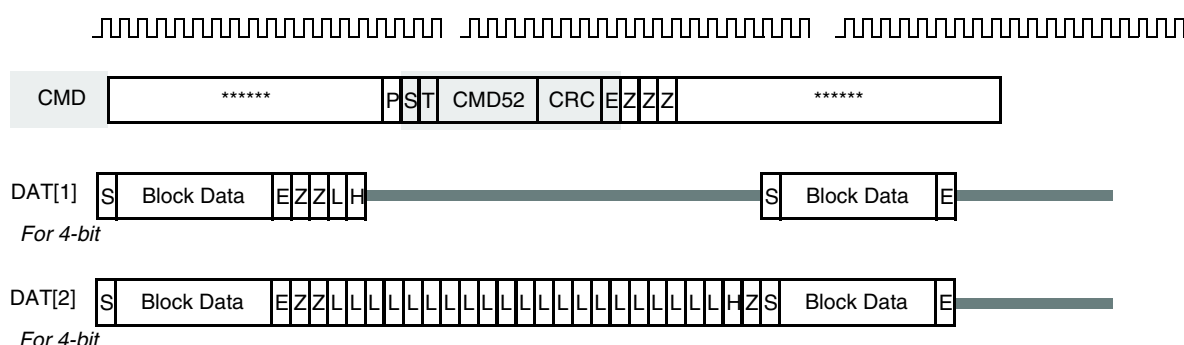 CMD ****** P S T CMD52 CRC E Z Z Z ******
DAT[1] S Block Data E Z Z L H S Block Data E
For 4-bit
DAT[2] S Block Data E Z Z L L L L L L L L L L L L L L L L L L L L L H Z S Block Data E
For 4-bit